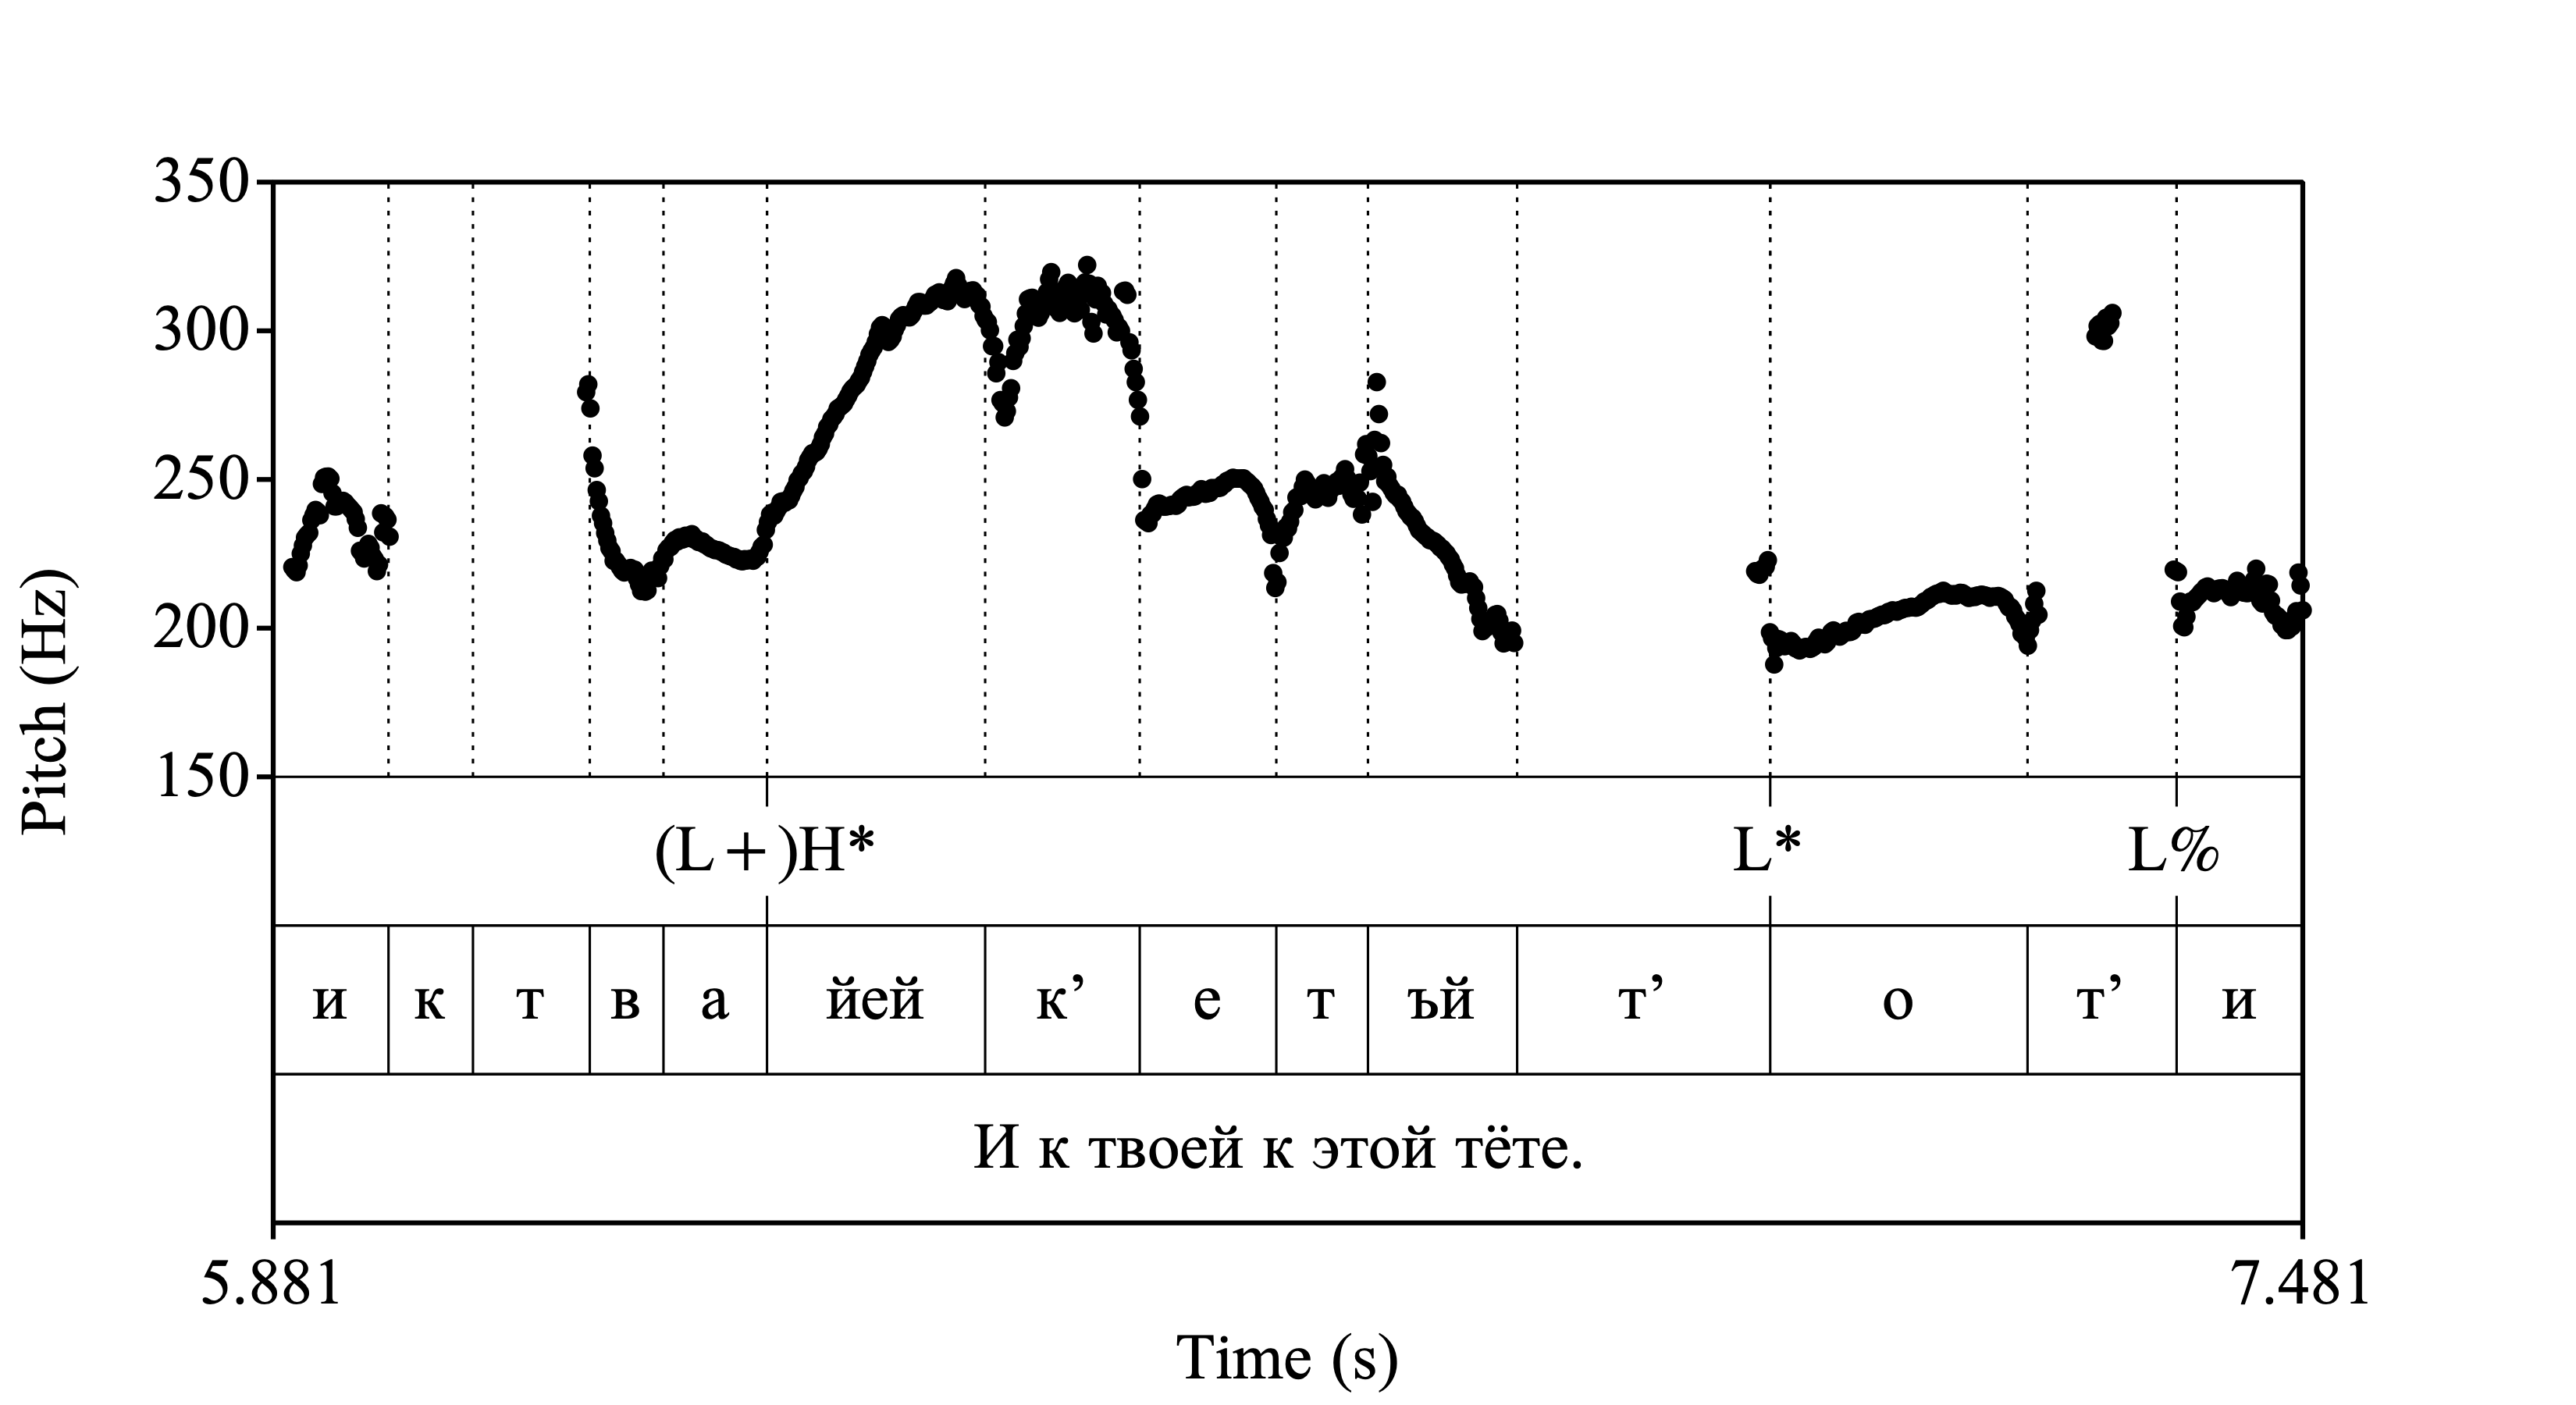 350
300
250
200
150
Pitch (Hz)
(L+)H* L* L%
и к т в а йей к’ е т ъй т’ о т’ и
И к твоей к этой тёте.
5.881 7.481
Time (s)